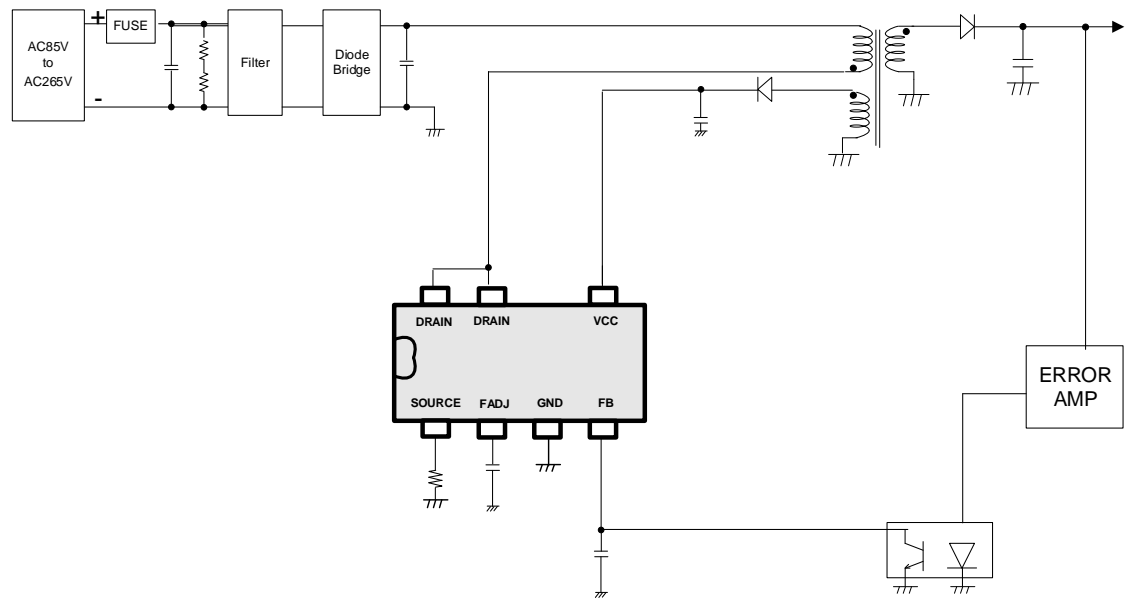 +
FUSE
AC85V
to
AC265V
Filter
Diode
Bridge
-
DRAIN
DRAIN
VCC
SOURCE
FADJ
GND
FB
ERROR
AMP